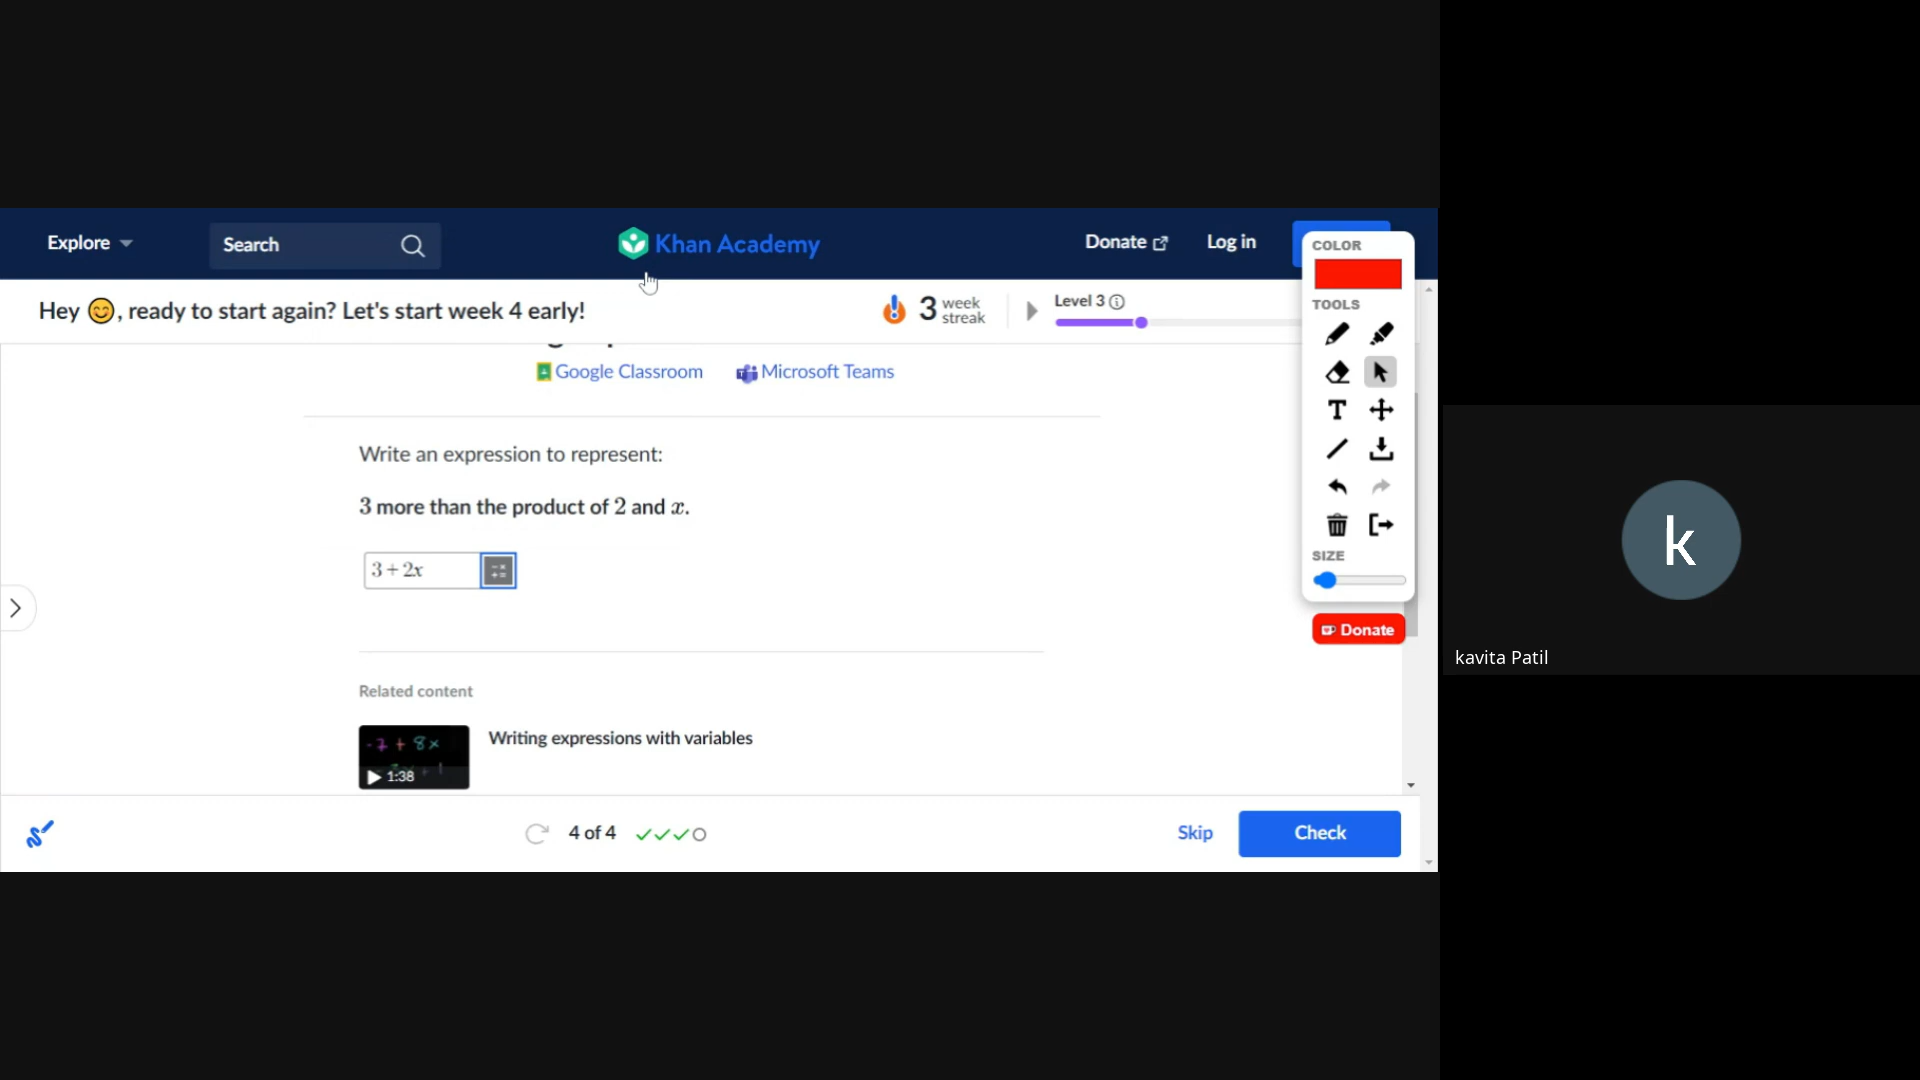 Explore
Search
Khan Academy
Donate
Log in
Hey 😊, ready to start again? Let's start week 4 early!
3 week streak
Level 3
Google Classroom
Microsoft Teams
Write an expression to represent:
3 more than the product of 2 and x.
3 + 2x
Related content
-7 + 8x
1:38
Writing expressions with variables
4 of 4
Skip
Check
COLOR
TOOLS
SIZE
Donate
k
kavita Patil